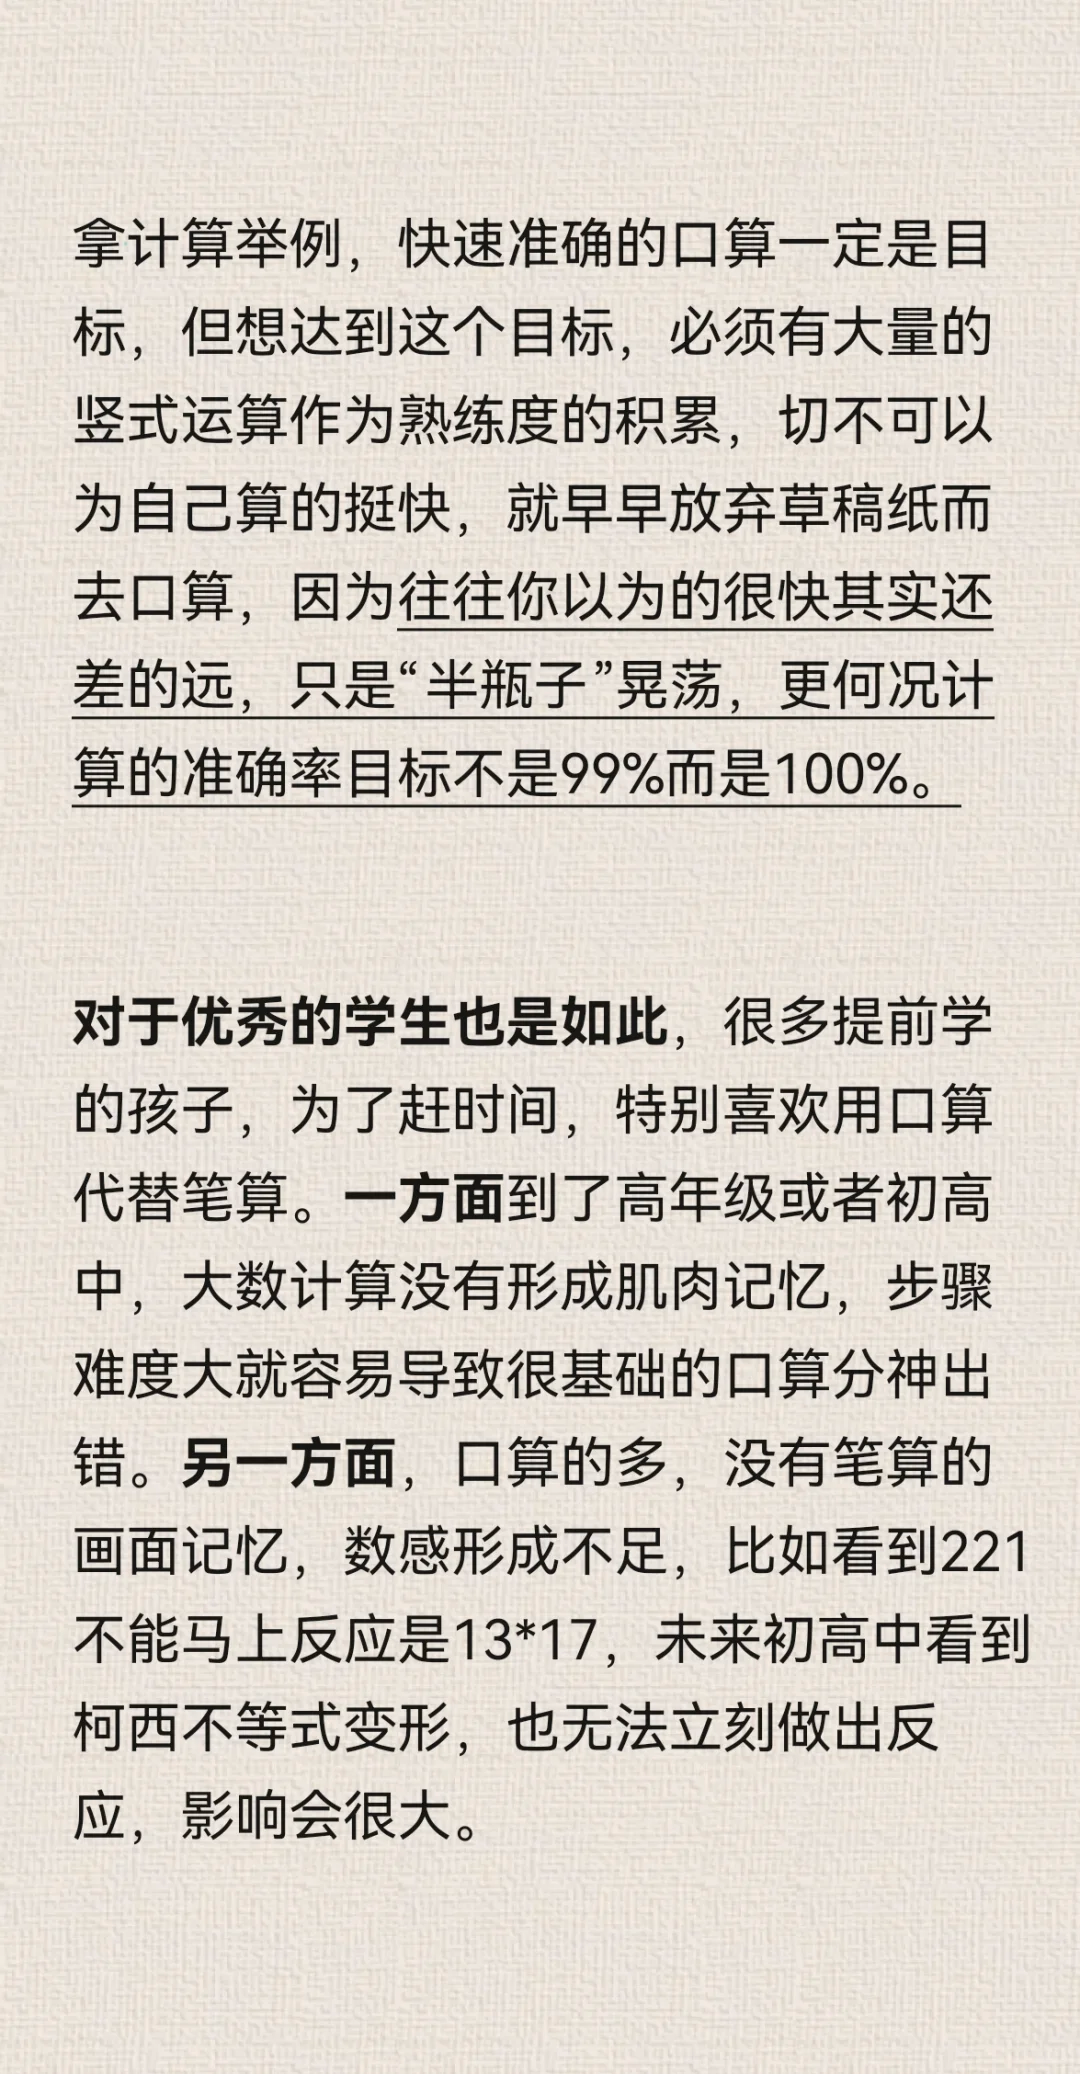 拿计算举例，快速准确的口算一定是目
标，但想达到这个目标，必须有大量的
竖式运算作为熟练度的积累，切不可以
为自己算的挺快，就早早放弃草稿纸而
去口算，因为往往你以为的很快其实还
差的远，只是“半瓶子”晃荡，更何况计
算的准确率目标不是99%而是100%。
对于优秀的学生也是如此，很多提前学
的孩子，为了赶时间，特别喜欢用口算
代替笔算。一方面到了高年级或者初高
中，大数计算没有形成肌肉记忆，步骤
难度大就容易导致很基础的口算分神出
错。另一方面，口算的多，没有笔算的
画面记忆，数感形成不足，比如看到221
不能马上反应是13*17，未来初高中看到
柯西不等式变形，也无法立刻做出反
应，影响会很大。